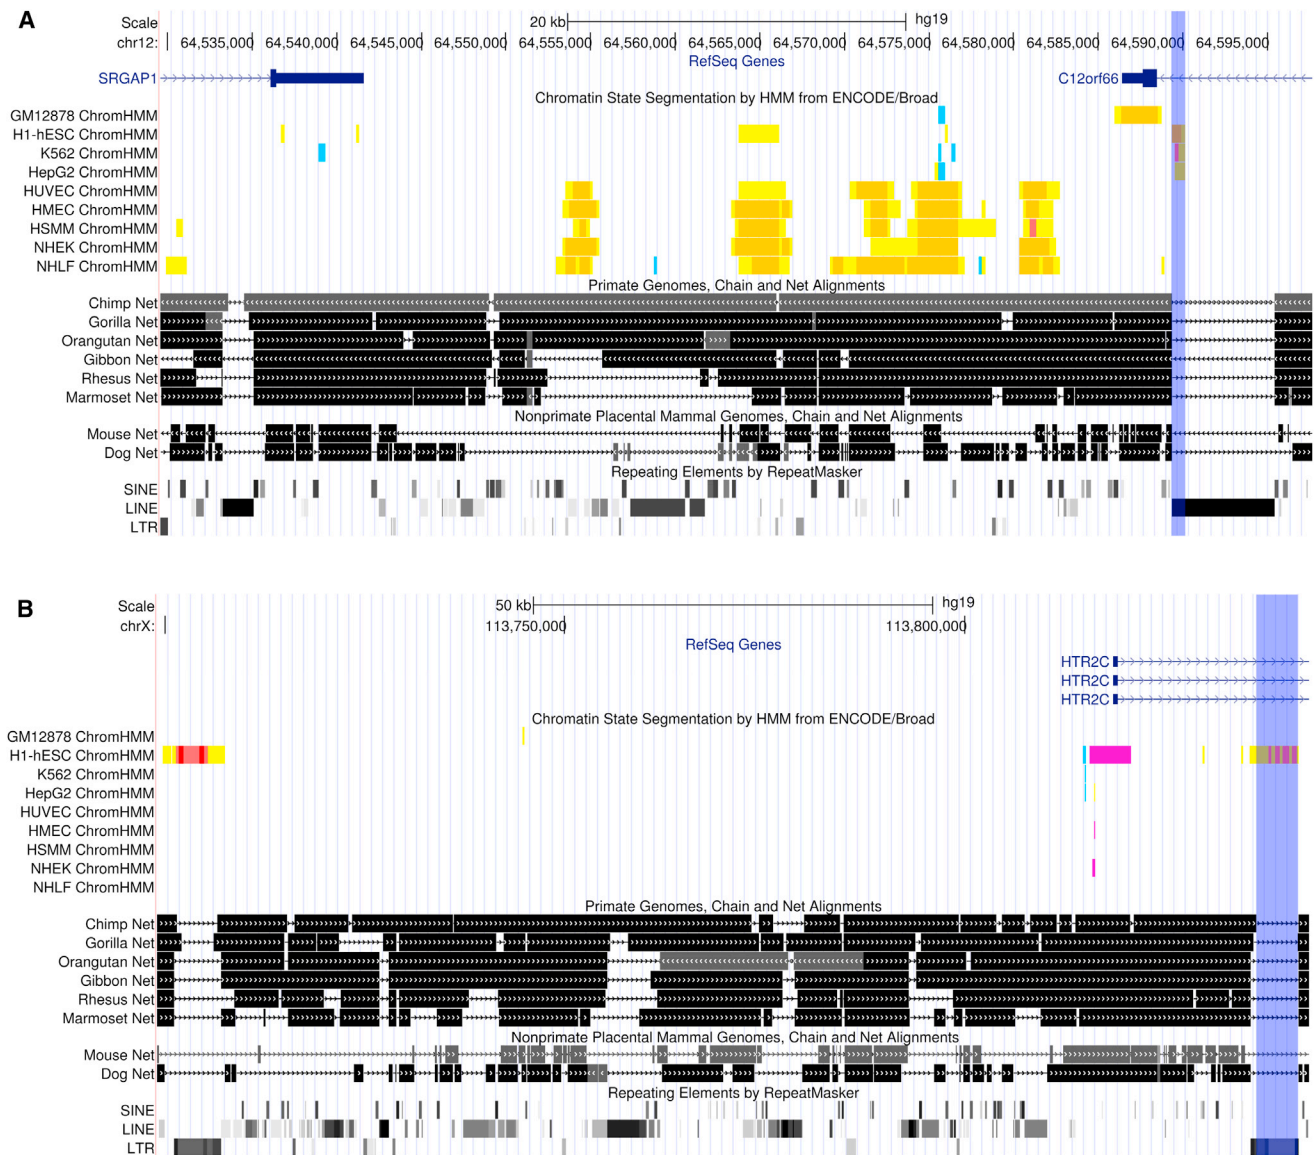 A
Scale 20 kb hg19
chr12: 64,535,000 64,540,000 64,545,000 64,550,000 64,555,000 64,560,000 64,565,000 64,570,000 64,575,000 64,580,000 64,585,000 64,590,000 64,595,000
RefSeq Genes
SRGAP1 C12orf66
Chromatin State Segmentation by HMM from ENCODE/Broad
GM12878 ChromHMM
H1-hESC ChromHMM
K562 ChromHMM
HepG2 ChromHMM
HUVEC ChromHMM
HMEC ChromHMM
HSMM ChromHMM
NHEK ChromHMM
NHLF ChromHMM
Primate Genomes, Chain and Net Alignments
Chimp Net
Gorilla Net
Orangutan Net
Gibbon Net
Rhesus Net
Marmoset Net
Nonprimate Placental Mammal Genomes, Chain and Net Alignments
Mouse Net
Dog Net
Repeating Elements by RepeatMasker
SINE
LINE
LTR
B
Scale 50 kb hg19
chrX: 113,750,000 113,800,000
RefSeq Genes
HTR2C
HTR2C
HTR2C
Chromatin State Segmentation by HMM from ENCODE/Broad
GM12878 ChromHMM
H1-hESC ChromHMM
K562 ChromHMM
HepG2 ChromHMM
HUVEC ChromHMM
HMEC ChromHMM
HSMM ChromHMM
NHEK ChromHMM
NHLF ChromHMM
Primate Genomes, Chain and Net Alignments
Chimp Net
Gorilla Net
Orangutan Net
Gibbon Net
Rhesus Net
Marmoset Net
Nonprimate Placental Mammal Genomes, Chain and Net Alignments
Mouse Net
Dog Net
Repeating Elements by RepeatMasker
SINE
LINE
LTR